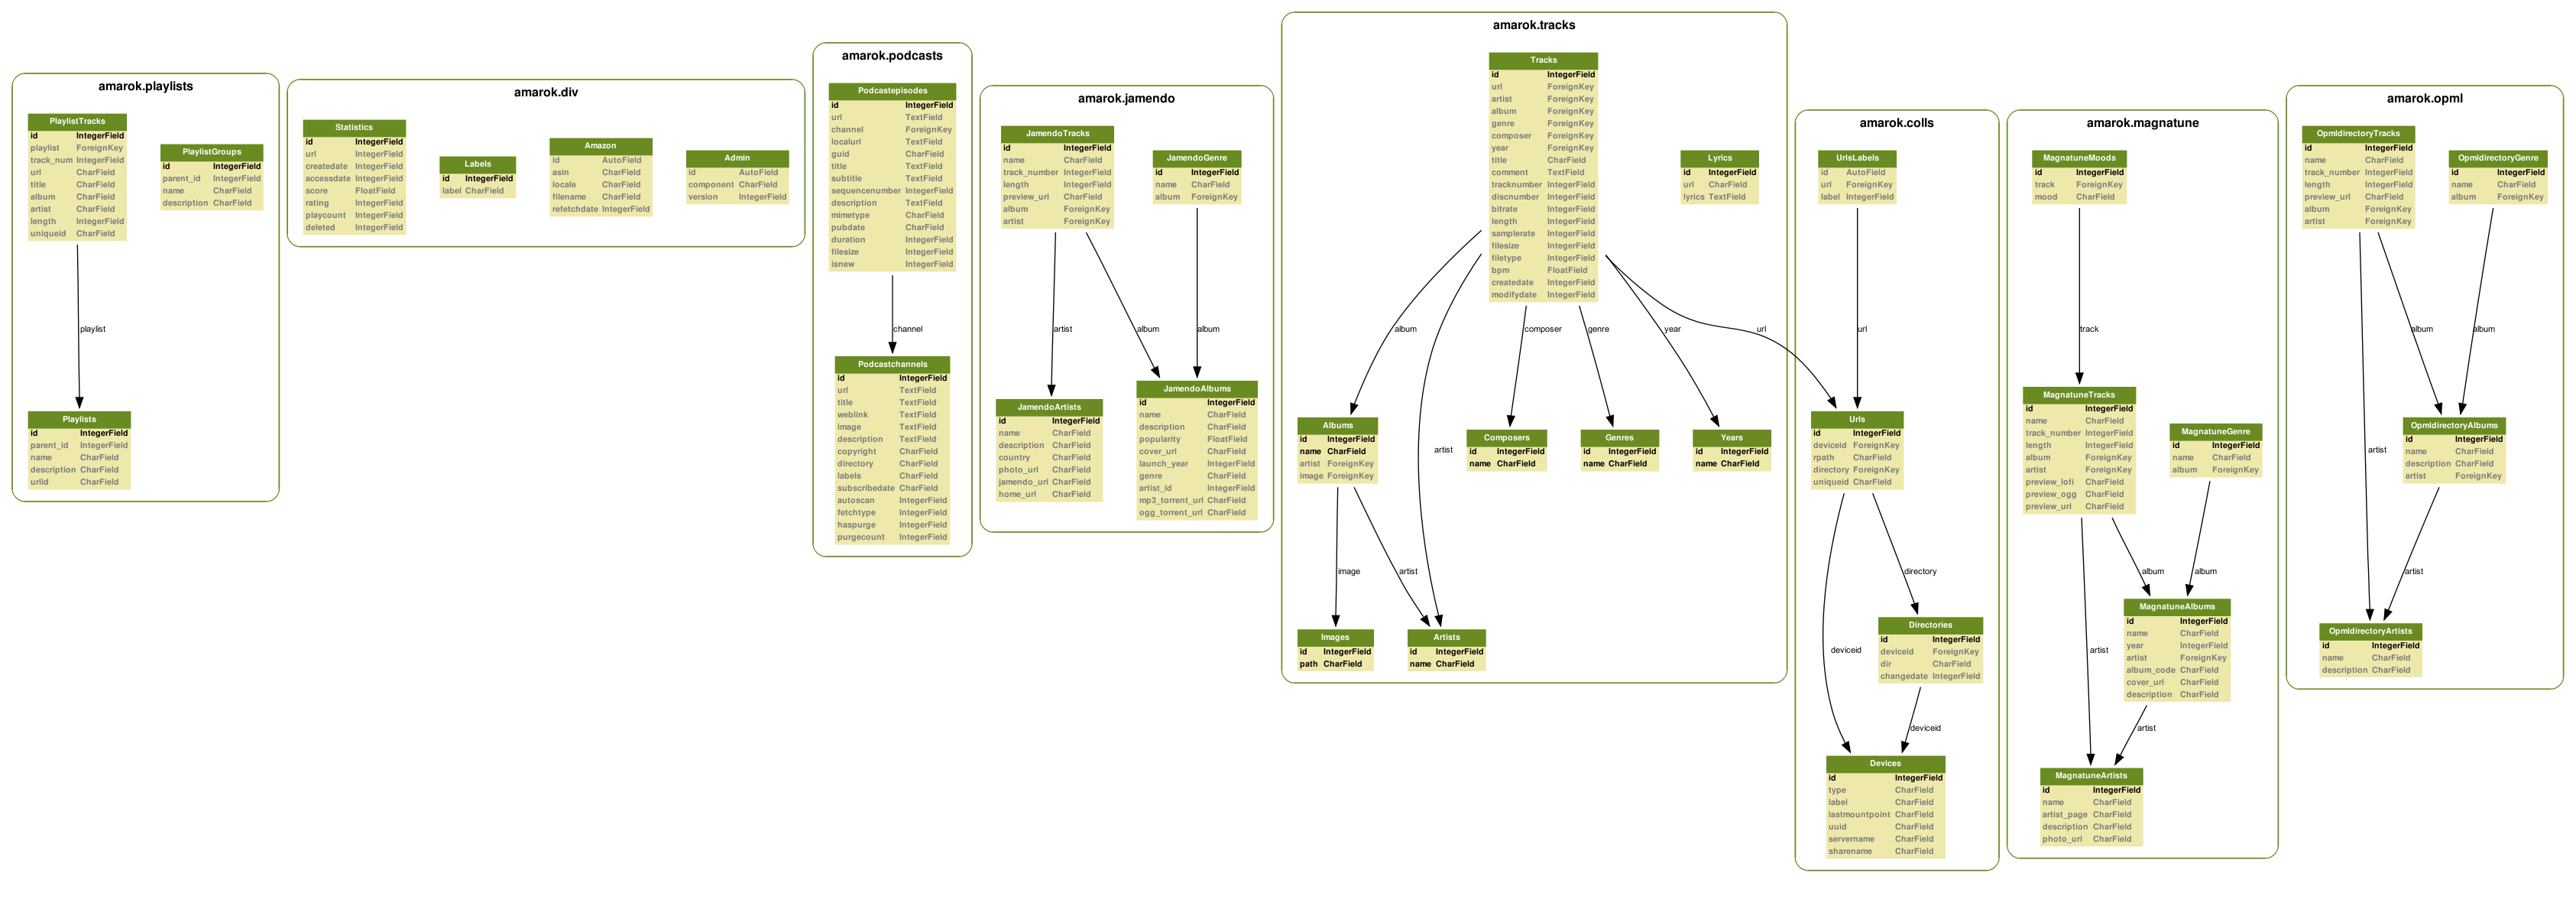 amarok.playlists
PlaylistTracks
id IntegerField
playlist ForeignKey
track_num IntegerField
url CharField
title CharField
album CharField
artist CharField
length IntegerField
uniqueid CharField
PlaylistGroups
id IntegerField
parent_id IntegerField
name CharField
description CharField
playlist
Playlists
id IntegerField
parent_id IntegerField
name CharField
description CharField
urlid CharField
amarok.div
Statistics
id IntegerField
url IntegerField
createdate IntegerField
accessdate IntegerField
score FloatField
rating IntegerField
playcount IntegerField
deleted IntegerField
Labels
id IntegerField
label CharField
Amazon
id AutoField
asin CharField
locale CharField
filename CharField
refetchdate IntegerField
Admin
id AutoField
component CharField
version IntegerField
amarok.podcasts
Podcastepisodes
id IntegerField
url TextField
channel ForeignKey
localurl TextField
guid CharField
title TextField
subtitle TextField
sequencenumber IntegerField
description TextField
mimetype CharField
pubdate CharField
duration IntegerField
filesize IntegerField
isnew IntegerField
channel
Podcastchannels
id IntegerField
url TextField
title TextField
weblink TextField
image TextField
description TextField
copyright CharField
directory CharField
labels CharField
subscribedate CharField
autoscan IntegerField
fetchtype IntegerField
haspurge IntegerField
purgecount IntegerField
amarok.jamendo
JamendoTracks
id IntegerField
name CharField
track_number IntegerField
length IntegerField
preview_url CharField
album ForeignKey
artist ForeignKey
JamendoGenre
id IntegerField
name CharField
album ForeignKey
artist
album
album
JamendoArtists
id IntegerField
name CharField
description CharField
country CharField
photo_url CharField
jamendo_url CharField
home_url CharField
JamendoAlbums
id IntegerField
name CharField
description CharField
popularity FloatField
cover_url CharField
launch_year IntegerField
genre CharField
artist_id IntegerField
mp3_torrent_url CharField
ogg_torrent_url CharField
amarok.tracks
Tracks
id IntegerField
url ForeignKey
artist ForeignKey
album ForeignKey
genre ForeignKey
composer ForeignKey
year ForeignKey
title CharField
comment TextField
tracknumber IntegerField
discnumber IntegerField
bitrate IntegerField
length IntegerField
samplerate IntegerField
filesize IntegerField
filetype IntegerField
bpm FloatField
createdate IntegerField
modifydate IntegerField
Lyrics
id IntegerField
url CharField
lyrics TextField
album
composer
genre
year
url
artist
Albums
id IntegerField
name CharField
artist ForeignKey
image ForeignKey
Composers
id IntegerField
name CharField
Genres
id IntegerField
name CharField
Years
id IntegerField
name CharField
image
artist
Images
id IntegerField
path CharField
Artists
id IntegerField
name CharField
amarok.colls
UrlsLabels
id AutoField
url ForeignKey
label IntegerField
url
Urls
id IntegerField
deviceid ForeignKey
rpath CharField
directory ForeignKey
uniqueid CharField
directory
deviceid
Directories
id IntegerField
deviceid ForeignKey
dir CharField
changedate IntegerField
deviceid
Devices
id IntegerField
type CharField
label CharField
lastmountpoint CharField
uuid CharField
servername CharField
sharename CharField
amarok.magnatune
MagnatuneMoods
id IntegerField
track ForeignKey
mood CharField
track
MagnatuneTracks
id IntegerField
name CharField
track_number IntegerField
length IntegerField
album ForeignKey
artist ForeignKey
preview_lofi CharField
preview_ogg CharField
preview_url CharField
MagnatuneGenre
id IntegerField
name CharField
album ForeignKey
album
album
artist
MagnatuneAlbums
id IntegerField
name CharField
year IntegerField
artist ForeignKey
album_code CharField
cover_url CharField
description CharField
artist
MagnatuneArtists
id IntegerField
name CharField
artist_page CharField
description CharField
photo_url CharField
amarok.opml
OpmldirectoryTracks
id IntegerField
name CharField
track_number IntegerField
length IntegerField
preview_url CharField
album ForeignKey
artist ForeignKey
OpmldirectoryGenre
id IntegerField
name CharField
album ForeignKey
album
album
artist
OpmldirectoryAlbums
id IntegerField
name CharField
description CharField
artist ForeignKey
artist
OpmldirectoryArtists
id IntegerField
name CharField
description CharField